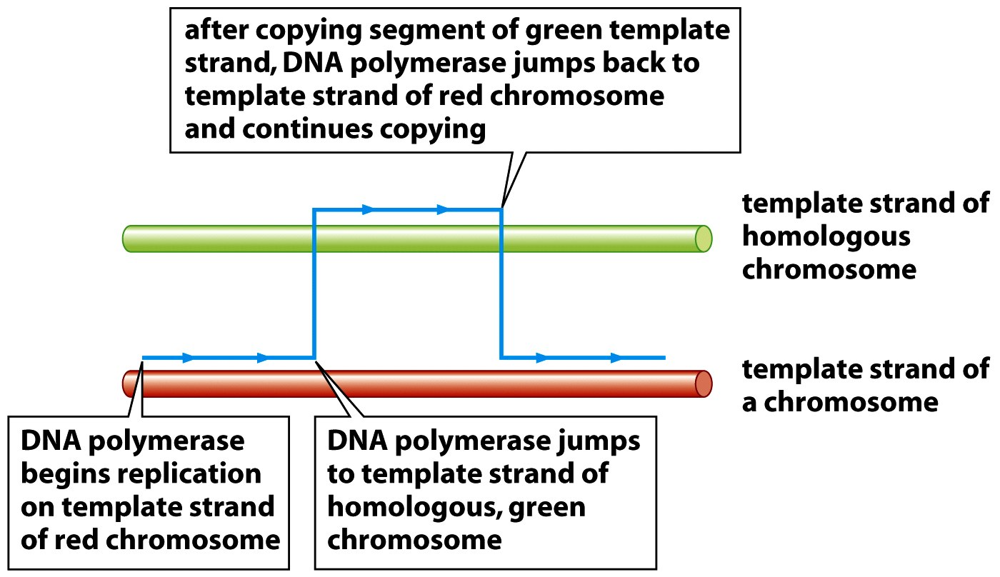 after copying segment of green template
strand, DNA polymerase jumps back to
template strand of red chromosome
and continues copying
template strand of
homologous
chromosome
template strand of
a chromosome
DNA polymerase
begins replication
on template strand
of red chromosome
DNA polymerase jumps
to template strand of
homologous, green
chromosome